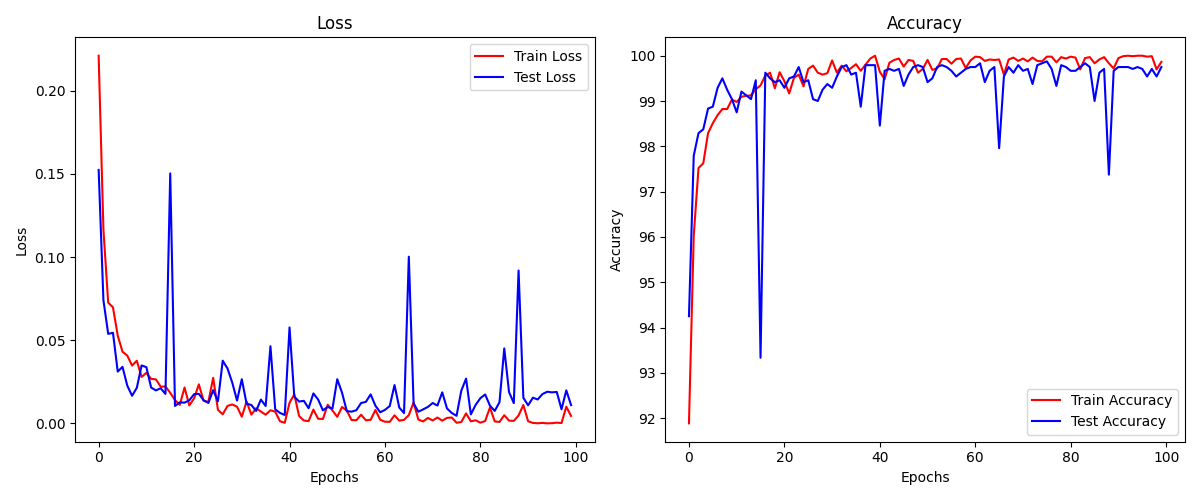 Loss
Train Loss
Test Loss
0.20
0.15
0.10
0.05
0.00
Loss
0 20 40 60 80 100
Epochs
Accuracy
100
99
98
97
96
95
94
93
92
Accuracy
Train Accuracy
Test Accuracy
0 20 40 60 80 100
Epochs